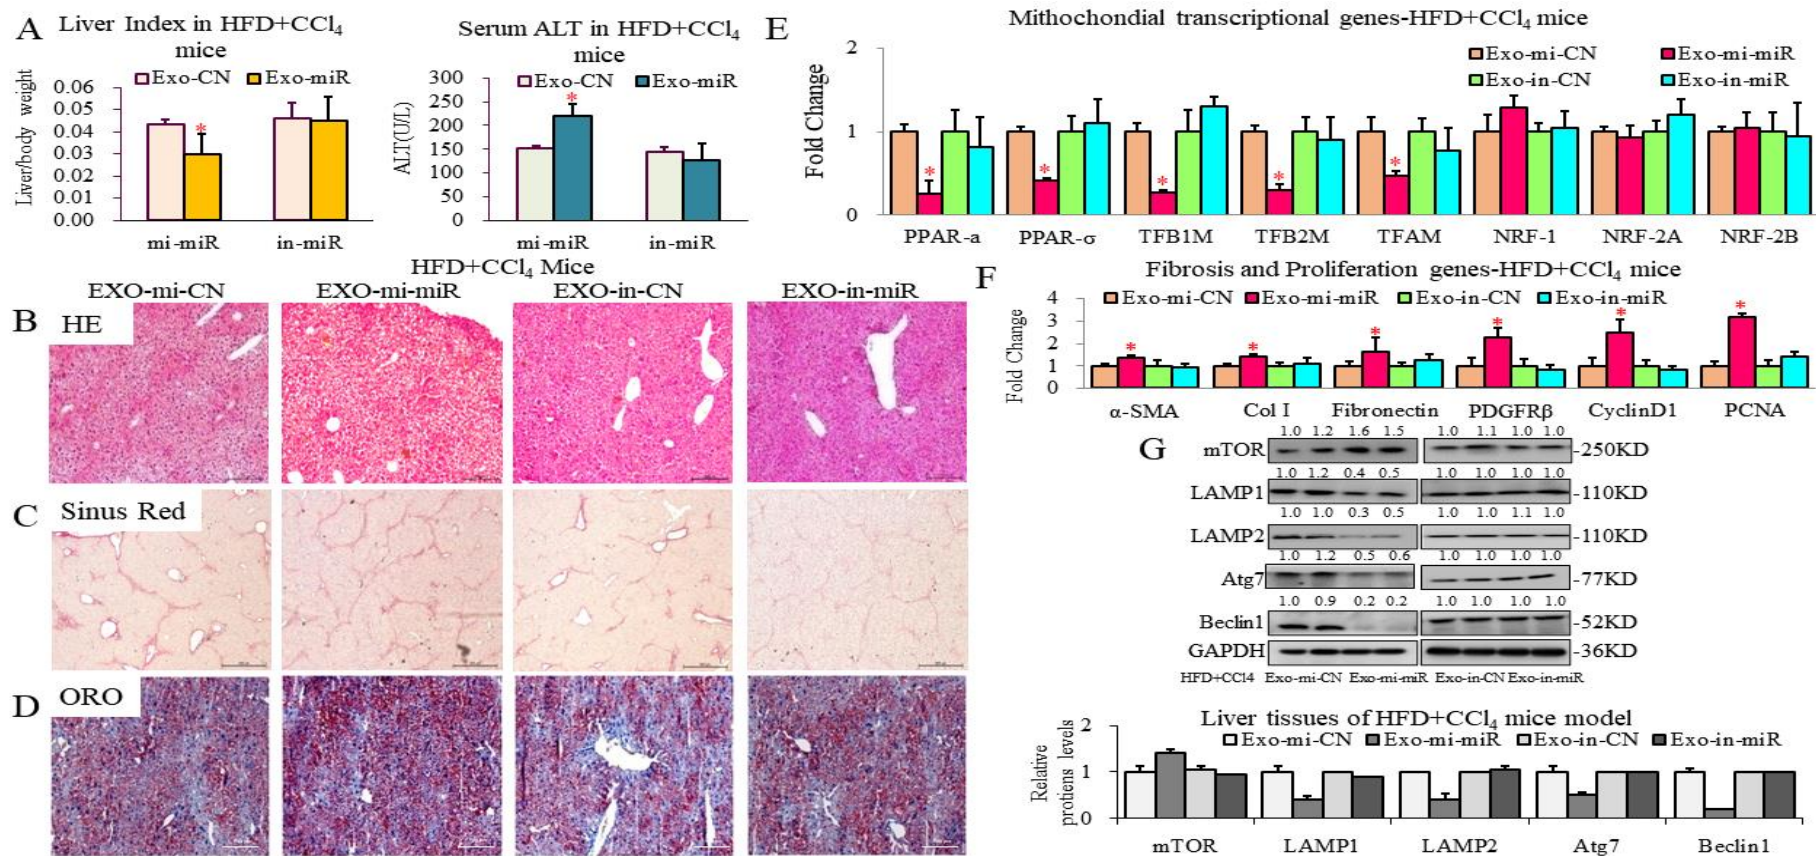 A
Liver Index in HFD+CCl4
mice
Exo-CN
Exo-miR
Liver/body weight
0.06
0.05
0.04
0.03
0.02
0.01
0.00
*
mi-miR
in-miR
Serum ALT in HFD+CCl4
mice
Exo-CN
Exo-miR
ALT(U/L)
300
250
200
150
100
50
0
*
mi-miR
in-miR
HFD+CCl4 Mice
EXO-mi-CN
EXO-mi-miR
EXO-in-CN
EXO-in-miR
B
HE
C
Sinus Red
D
ORO
E
Mithochondial transcriptional genes-HFD+CCl4 mice
Exo-mi-CN
Exo-mi-miR
Exo-in-CN
Exo-in-miR
Fold Change
2
1
0
* * * * *
PPAR-a
PPAR-σ
TFB1M
TFB2M
TFAM
NRF-1
NRF-2A
NRF-2B
F
Fibrosis and Proliferation genes-HFD+CCl4 mice
Exo-mi-CN
Exo-mi-miR
Exo-in-CN
Exo-in-miR
Fold Change
4
3
2
1
0
* * * * * *
α-SMA
Col I
Fibronectin
PDGFRβ
CyclinD1
PCNA
G
1.0 1.2 1.6 1.5 1.0 1.1 1.0 1.0
mTOR -250KD
1.0 1.2 0.4 0.5 1.0 1.0 1.0 1.0
LAMP1 -110KD
1.0 1.0 0.3 0.5 1.0 1.0 1.1 1.0
LAMP2 -110KD
1.0 1.2 0.5 0.6 1.0 1.0 1.0 1.0
Atg7 -77KD
1.0 0.9 0.2 0.2 1.0 1.0 1.0 1.0
Beclin1 -52KD
GAPDH -36KD
HFD+CCl4 Exo-mi-CN Exo-mi-miR Exo-in-CN Exo-in-miR
Liver tissues of HFD+CCl4 mice model
Exo-mi-CN
Exo-mi-miR
Exo-in-CN
Exo-in-miR
Relative
protiens levels
2
1
0
mTOR
LAMP1
LAMP2
Atg7
Beclin1